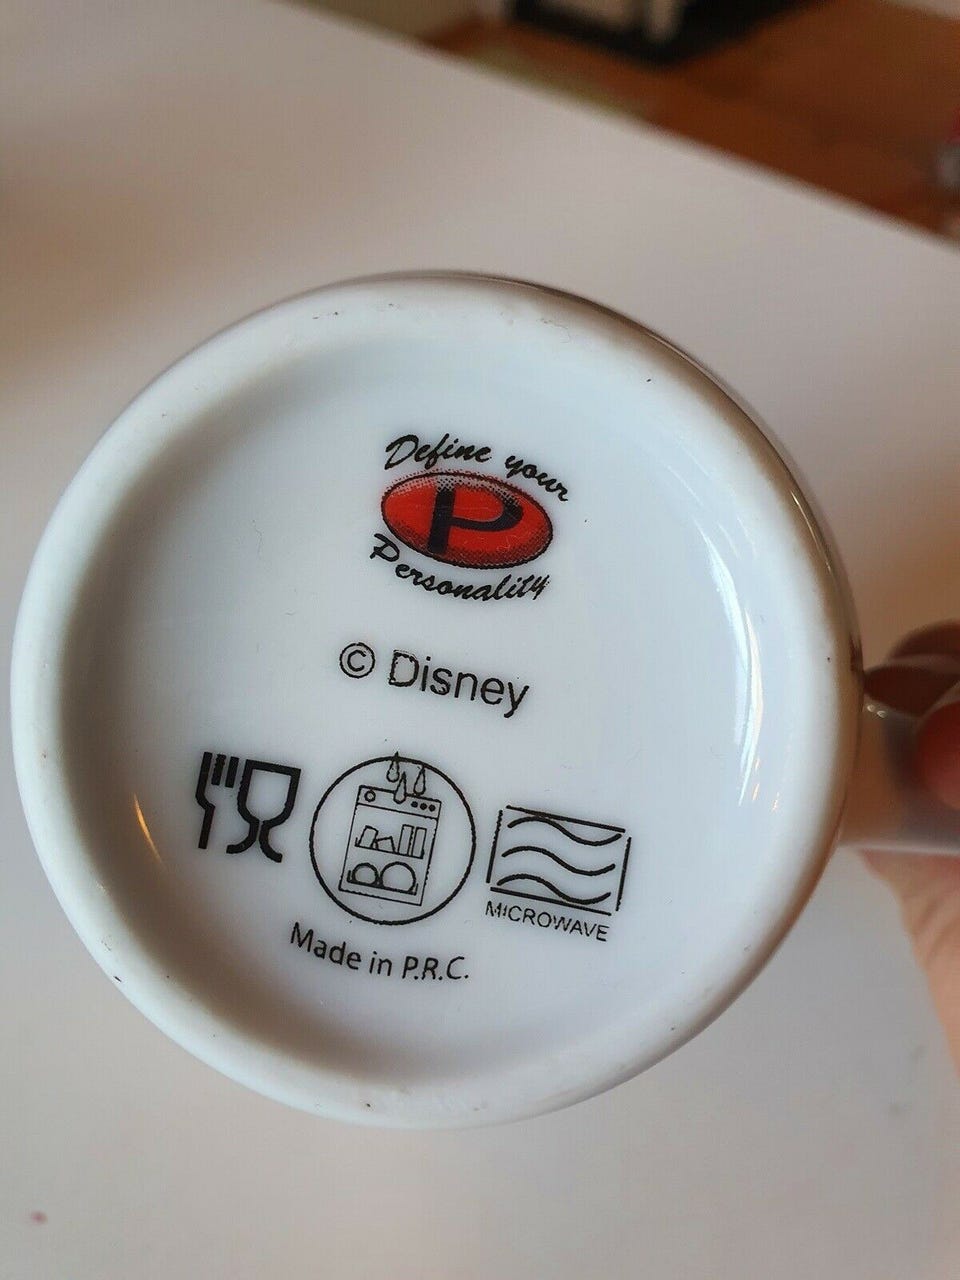 Define your
P
Personality
© Disney
MICROWAVE
Made in P.R.C.